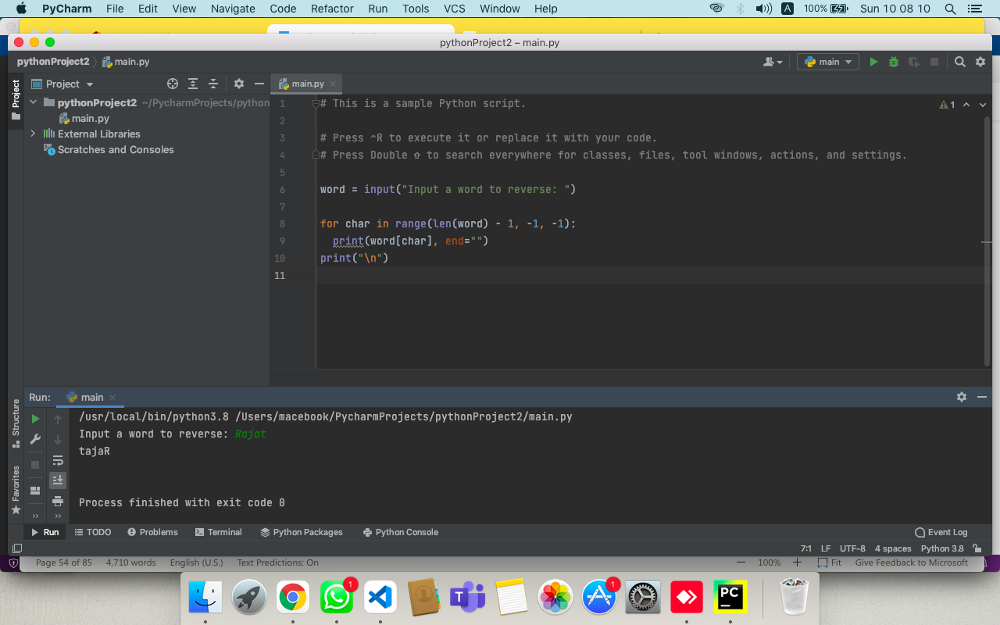 PyCharm File Edit View Navigate Code Refactor Run Tools VCS Window Help A 100% Sun 10 08 10
pythonProject2 – main.py
pythonProject2 main.py main
Project Project main.py
pythonProject2 ~/PycharmProjects/python
main.py
External Libraries
Scratches and Consoles
1 # This is a sample Python script. 1
2
3 # Press ^R to execute it or replace it with your code.
4 # Press Double ⇧ to search everywhere for classes, files, tool windows, actions, and settings.
5
6 word = input("Input a word to reverse: ")
7
8 for char in range(len(word) - 1, -1, -1):
9 print(word[char], end="")
10 print("\n")
11
Structure
Favorites
Run: main
/usr/local/bin/python3.8 /Users/macebook/PycharmProjects/pythonProject2/main.py
Input a word to reverse: Rajat
tajaR
Process finished with exit code 0
Run TODO Problems Terminal Python Packages Python Console Event Log
7:1 LF UTF-8 4 spaces Python 3.8
Page 54 of 85 4,710 words English (U.S.) Text Predictions: On 100% Fit Give Feedback to Microsoft
1 T 1 PC